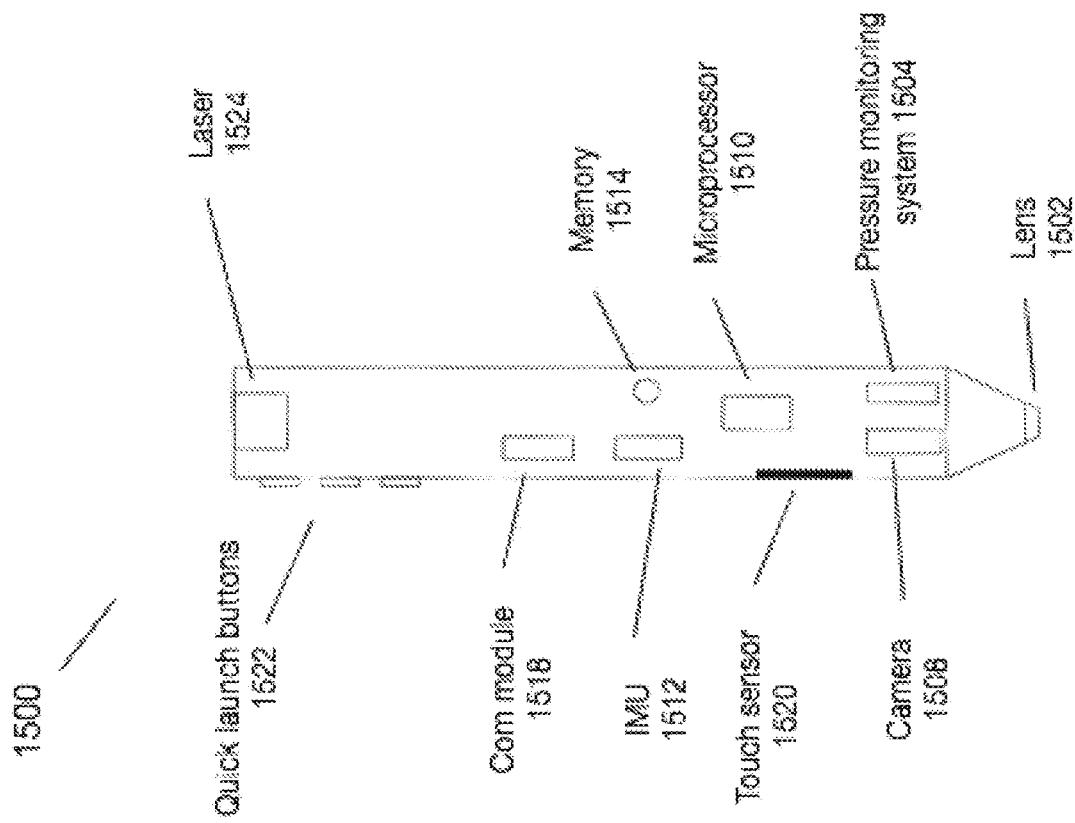 1500
Laser
1524
Quick launch buttons
1522
Com module
1518
Memory
1514
IMU
1512
Microprocessor
1510
Touch sensor
1520
Pressure monitoring
system 1504
Camera
1508
Lens
1502